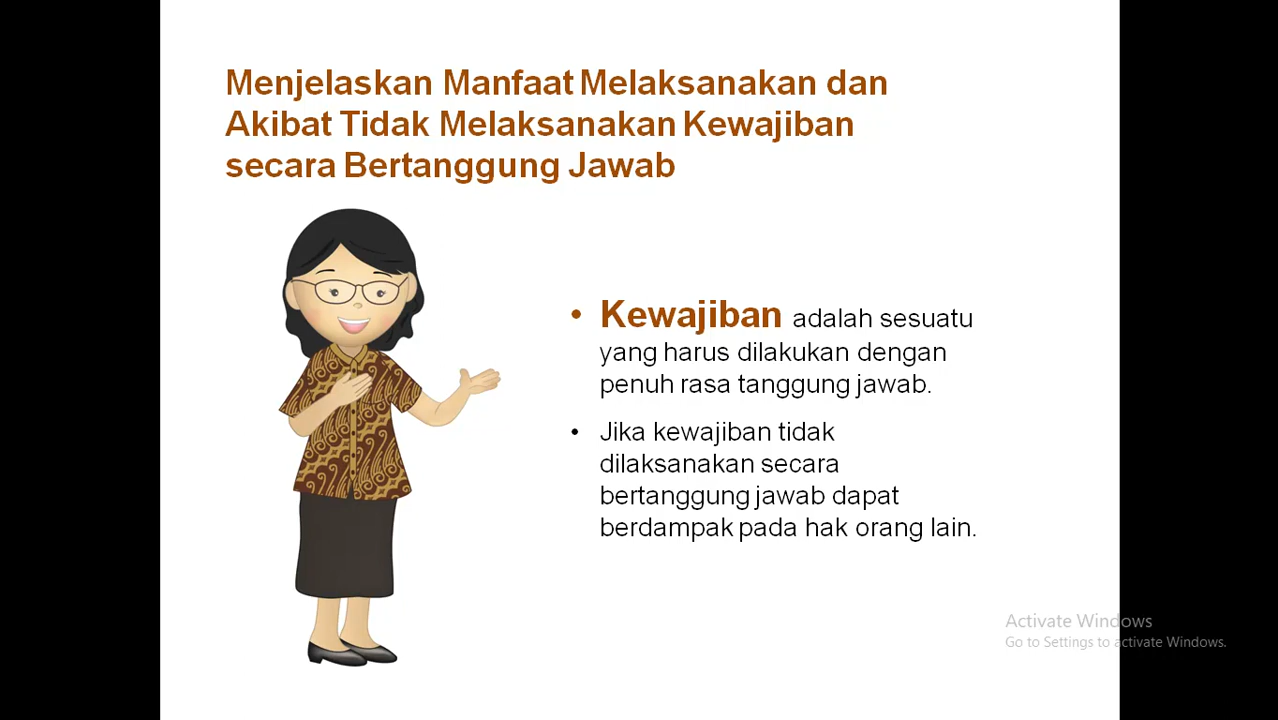 Menjelaskan Manfaat Melaksanakan dan
Akibat Tidak Melaksanakan Kewajiban
secara Bertanggung Jawab
• Kewajiban adalah sesuatu
yang harus dilakukan dengan
penuh rasa tanggung jawab.
• Jika kewajiban tidak
dilaksanakan secara
bertanggung jawab dapat
berdampak pada hak orang lain.
Activate Windows
Go to Settings to activate Windows.